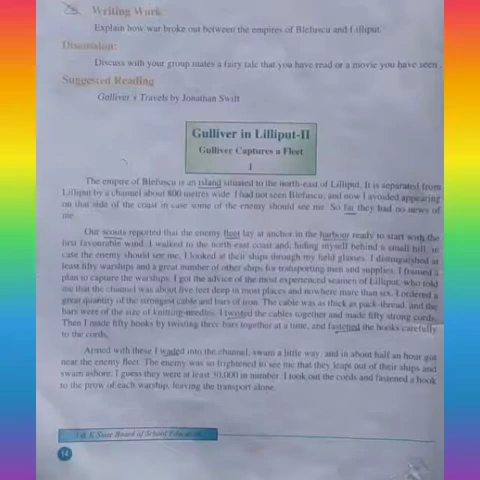 Writing Work
Explain how war broke out between the empires of Blefuscu and Lilliput.
Discussion:
Discuss with your group mates a fairy tale that you have read or a movie you have seen.
Suggested Reading
Gulliver's Travels by Jonathan Swift
Gulliver in Lilliput-II
Gulliver Captures a Fleet
I
The empire of Blefuscu is an island situated to the north-east of Lilliput. It is separated from
Lilliput by a channel about 800 metres wide. I had not seen Blefuscu, and now I avoided appearing
on that side of the coast in case some of the enemy should see me. So far they had no news of
me.
Our scouts reported that the enemy fleet lay at anchor in the harbour ready to start with the
first favourable wind. I walked to the north-east coast and, hiding myself behind a small hill, in
case the enemy should see me. I looked at their ships through my field glasses. I distinguished at
least fifty warships and a great number of other ships for transporting men and supplies. I framed a
plan to capture the warships. I got the advice of the most experienced seamen of Lilliput, who told
me that the channel was about five feet deep in most places and nowhere more than six. I ordered a
great quantity of the strongest cable and bars of iron. The cable was as thick as pack-thread, and the
bars were of the size of knitting-needles. I twisted the cables together and made fifty strong cords.
Then I made fifty hooks by twisting three bars together at a time, and fastened the hooks carefully
to the cords.
Armed with these I waded into the channel, swam a little way and in about half an hour got
near the enemy fleet. The enemy was so frightened to see me that they leapt out of their ships and
swam ashore. I guess they were at least 30,000 in number. I took out the cords and fastened a hook
to the prow of each warship, leaving the transport alone.
J & K State Board of School Education
14